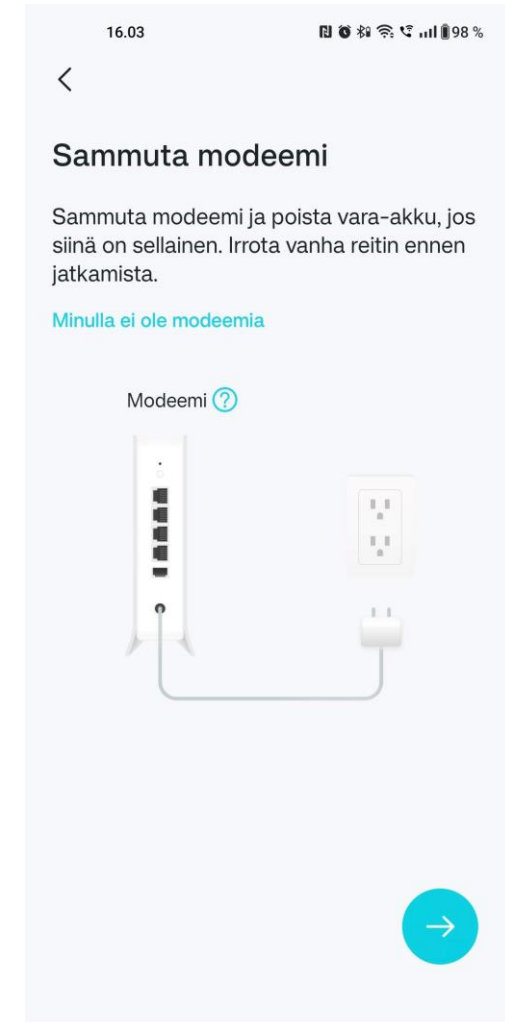 16.03
98 %
Sammuta modeemi
Sammuta modeemi ja poista vara-akku, jos
siinä on sellainen. Irrota vanha reitin ennen
jatkamista.
Minulla ei ole modeemia
Modeemi ?